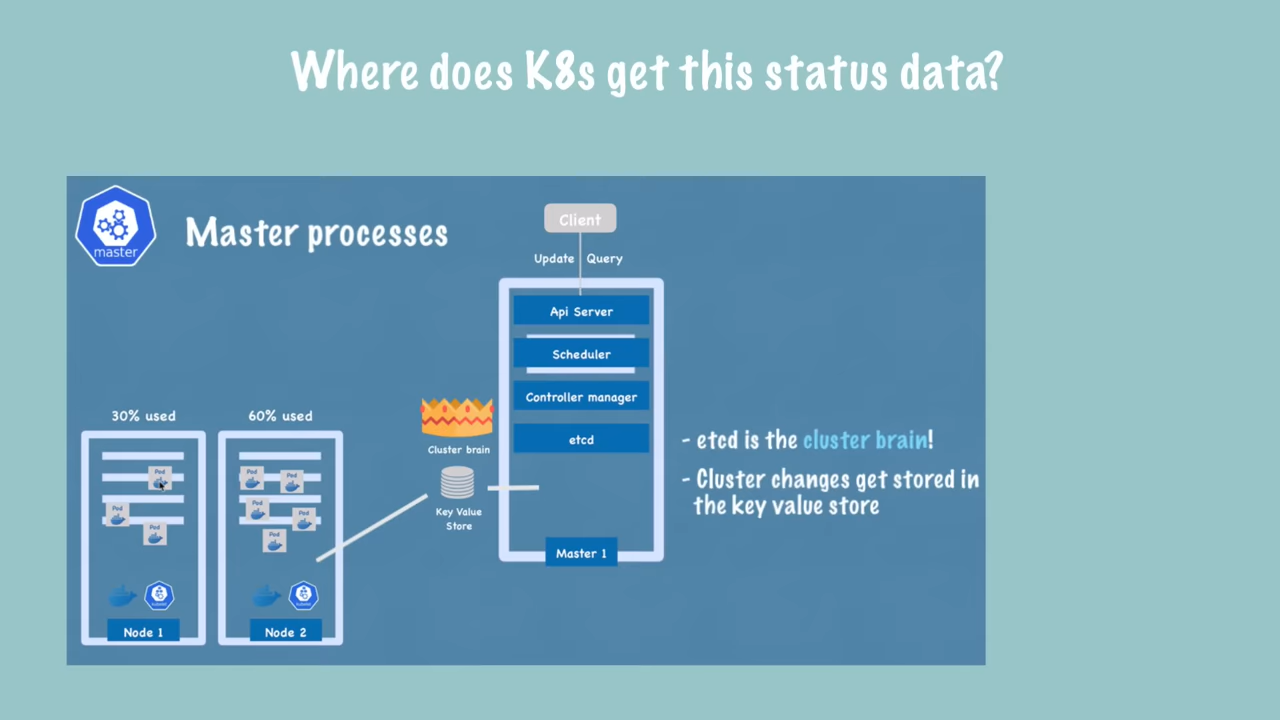 Where does K8s get this status data?
master
Master processes
Client
Update
Query
Api Server
Scheduler
Controller manager
etcd
30% used
60% used
Cluster brain
Key Value
Store
- etcd is the cluster brain!
- Cluster changes get stored in
the key value store
Pod
Pod
Pod
Pod
Pod
Pod
Pod
Pod
Master 1
Node 1
Node 2